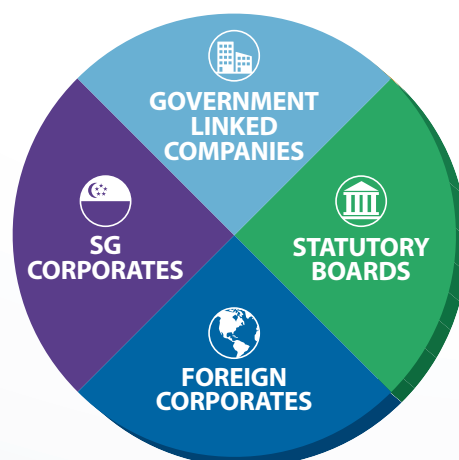 GOVERNMENT
LINKED
COMPANIES
SG
CORPORATES
STATUTORY
BOARDS
FOREIGN
CORPORATES